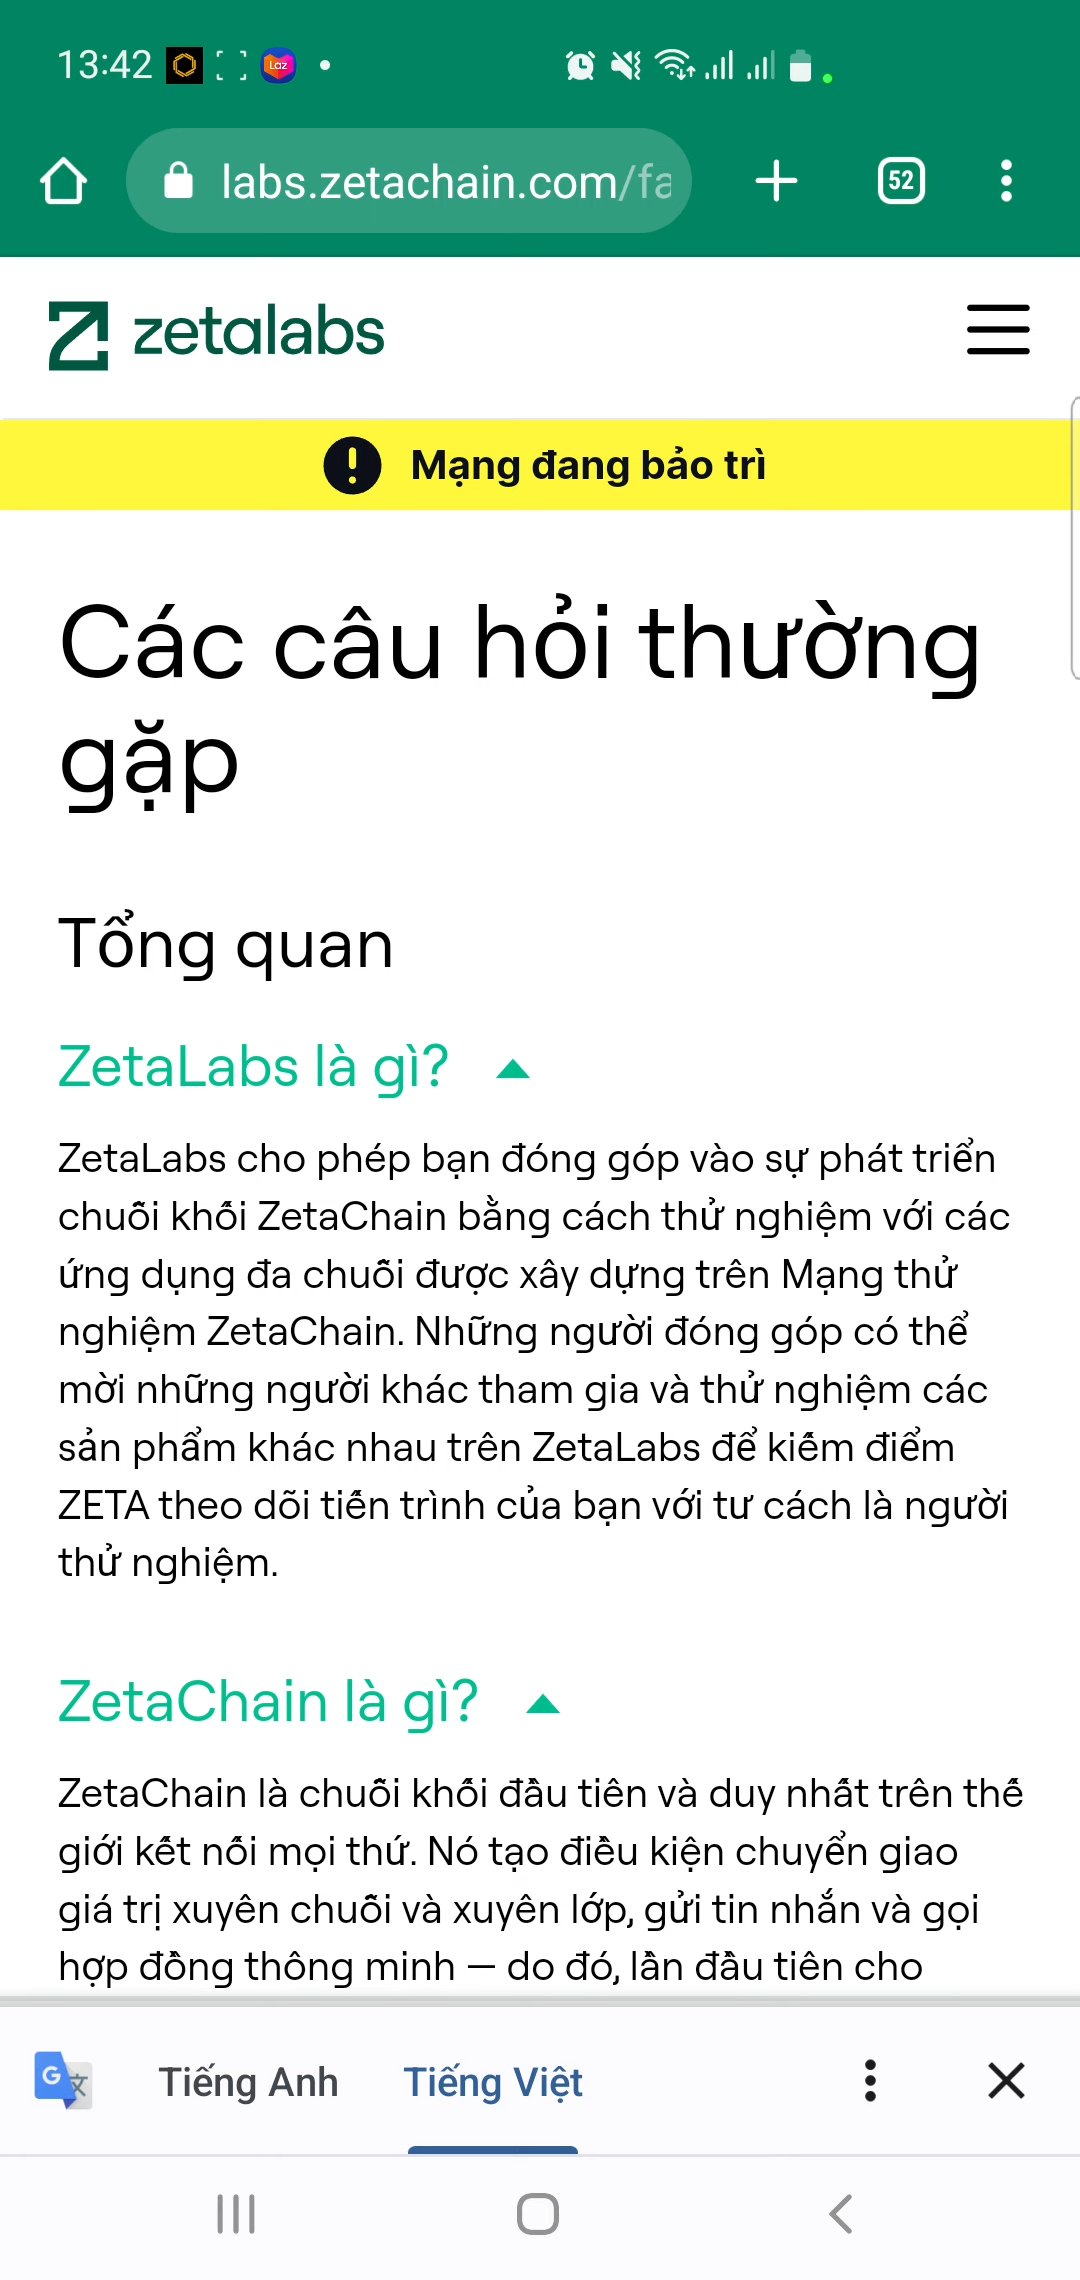 13:42
Laz
labs.zetachain.com/fa
52
zetalabs
Mạng đang bảo trì
Các câu hỏi thường
gặp
Tổng quan
ZetaLabs là gì?
ZetaLabs cho phép bạn đóng góp vào sự phát triển
chuỗi khối ZetaChain bằng cách thử nghiệm với các
ứng dụng đa chuỗi được xây dựng trên Mạng thử
nghiệm ZetaChain. Những người đóng góp có thể
mời những người khác tham gia và thử nghiệm các
sản phẩm khác nhau trên ZetaLabs để kiếm điểm
ZETA theo dõi tiến trình của bạn với tư cách là người
thử nghiệm.
ZetaChain là gì?
ZetaChain là chuỗi khối đầu tiên và duy nhất trên thế
giới kết nối mọi thứ. Nó tạo điều kiện chuyển giao
giá trị xuyên chuỗi và xuyên lớp, gửi tin nhắn và gọi
hợp đồng thông minh — do đó, lần đầu tiên cho
G 文
Tiếng Anh
Tiếng Việt